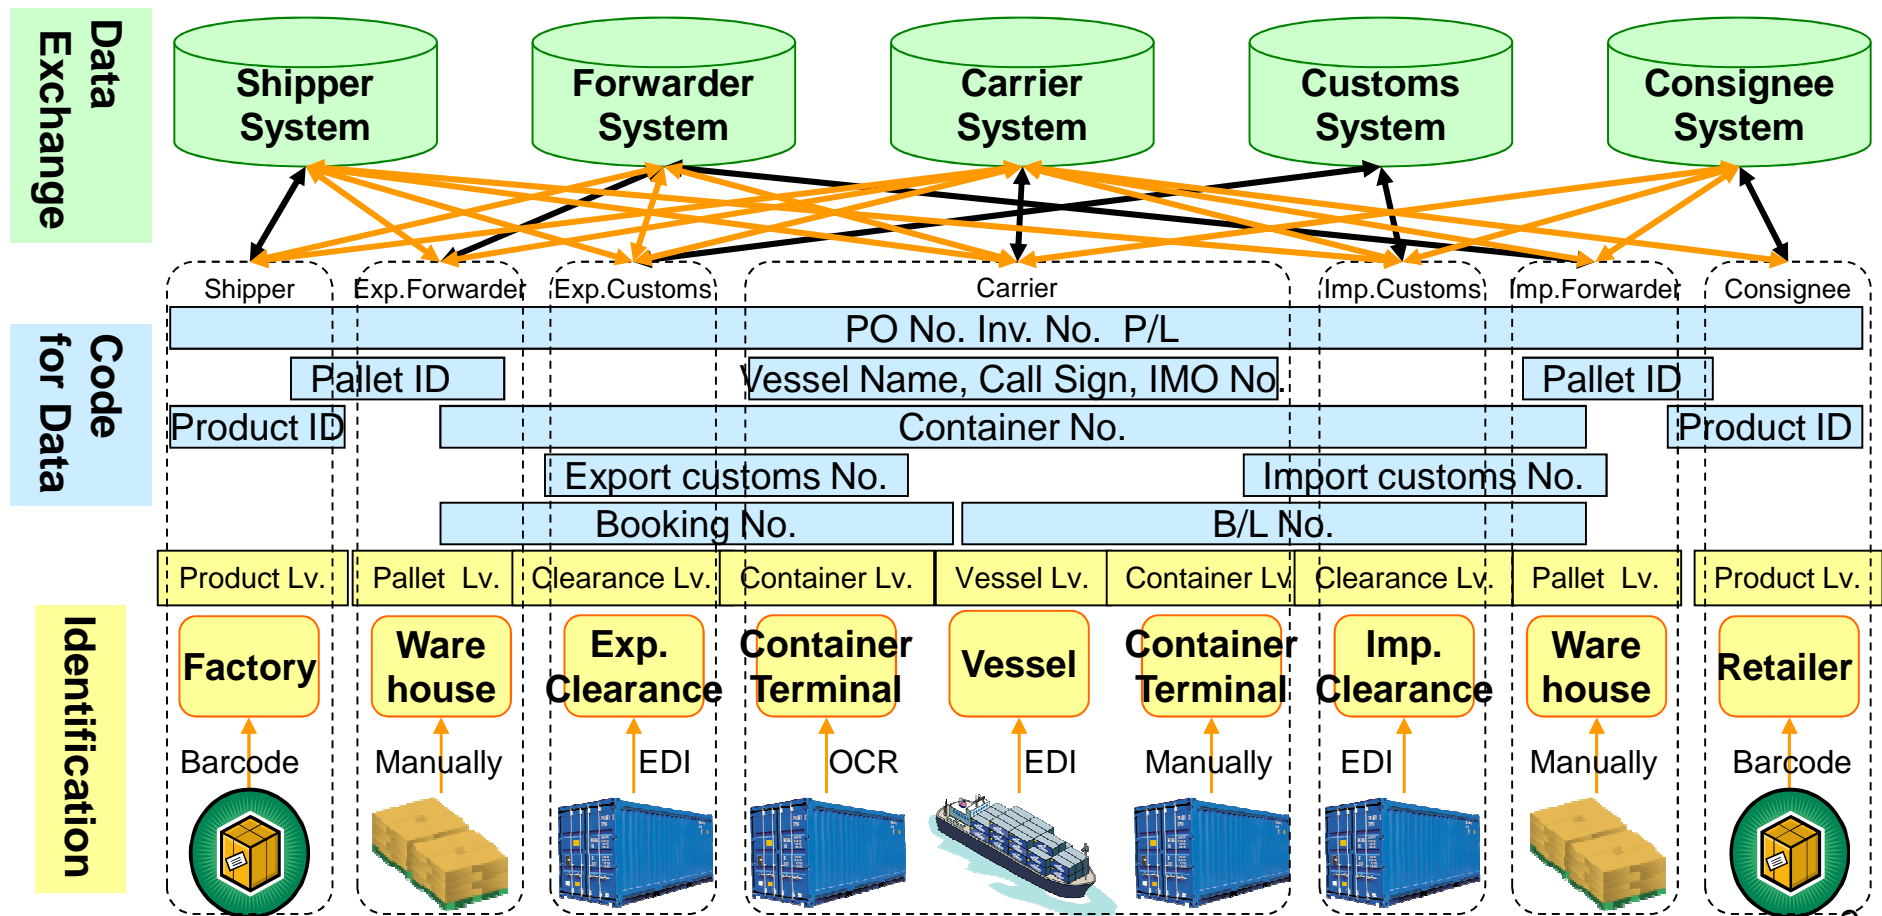 Data
Exchange
Shipper
System
Forwarder
System
Carrier
System
Customs
System
Consignee
System
Shipper
Exp.Forwarder
Exp.Customs
Carrier
Imp.Customs
Imp.Forwarder
Consignee
Code
for Data
PO No. Inv. No. P/L
Pallet ID
Vessel Name, Call Sign, IMO No.
Pallet ID
Product ID
Container No.
Product ID
Export customs No.
Import customs No.
Booking No.
B/L No.
Identification
Product Lv.
Pallet Lv.
Clearance Lv.
Container Lv.
Vessel Lv.
Container Lv
Clearance Lv.
Pallet Lv.
Product Lv.
Factory
Ware
house
Exp.
Clearance
Container
Terminal
Vessel
Container
Terminal
Imp.
Clearance
Ware
house
Retailer
Barcode
Manually
EDI
OCR
EDI
Manually
EDI
Manually
Barcode